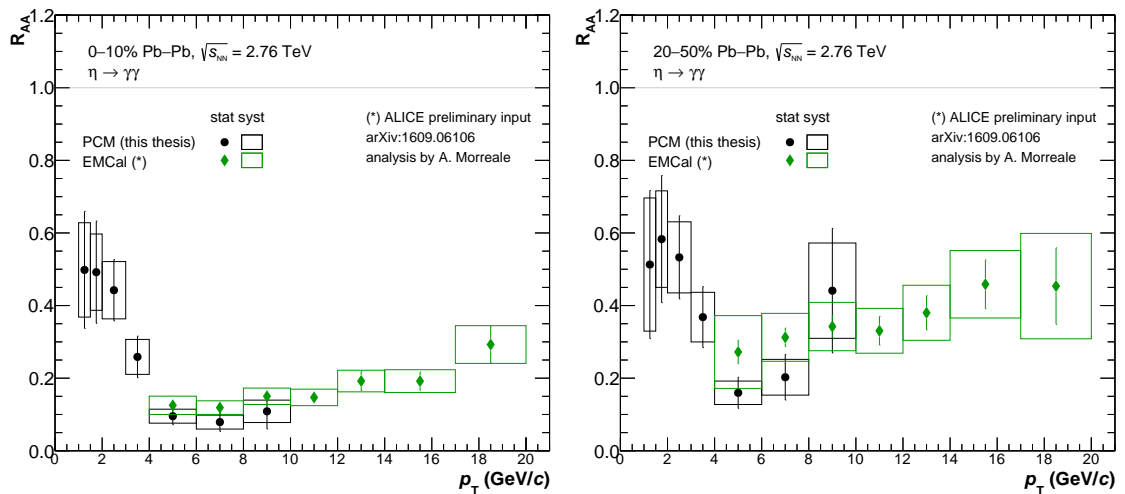 R_AA
1.2
1.0
0.8
0.6
0.4
0.2
0.0
0–10% Pb–Pb, √s_NN = 2.76 TeV
η → γγ
stat syst
PCM (this thesis)
EMCal (*)
(*) ALICE preliminary input
arXiv:1609.06106
analysis by A. Morreale
0 2 4 6 8 10 12 14 16 18 20
p_T (GeV/c)
R_AA
1.2
1.0
0.8
0.6
0.4
0.2
0.0
20–50% Pb–Pb, √s_NN = 2.76 TeV
η → γγ
stat syst
PCM (this thesis)
EMCal (*)
(*) ALICE preliminary input
arXiv:1609.06106
analysis by A. Morreale
0 2 4 6 8 10 12 14 16 18 20
p_T (GeV/c)